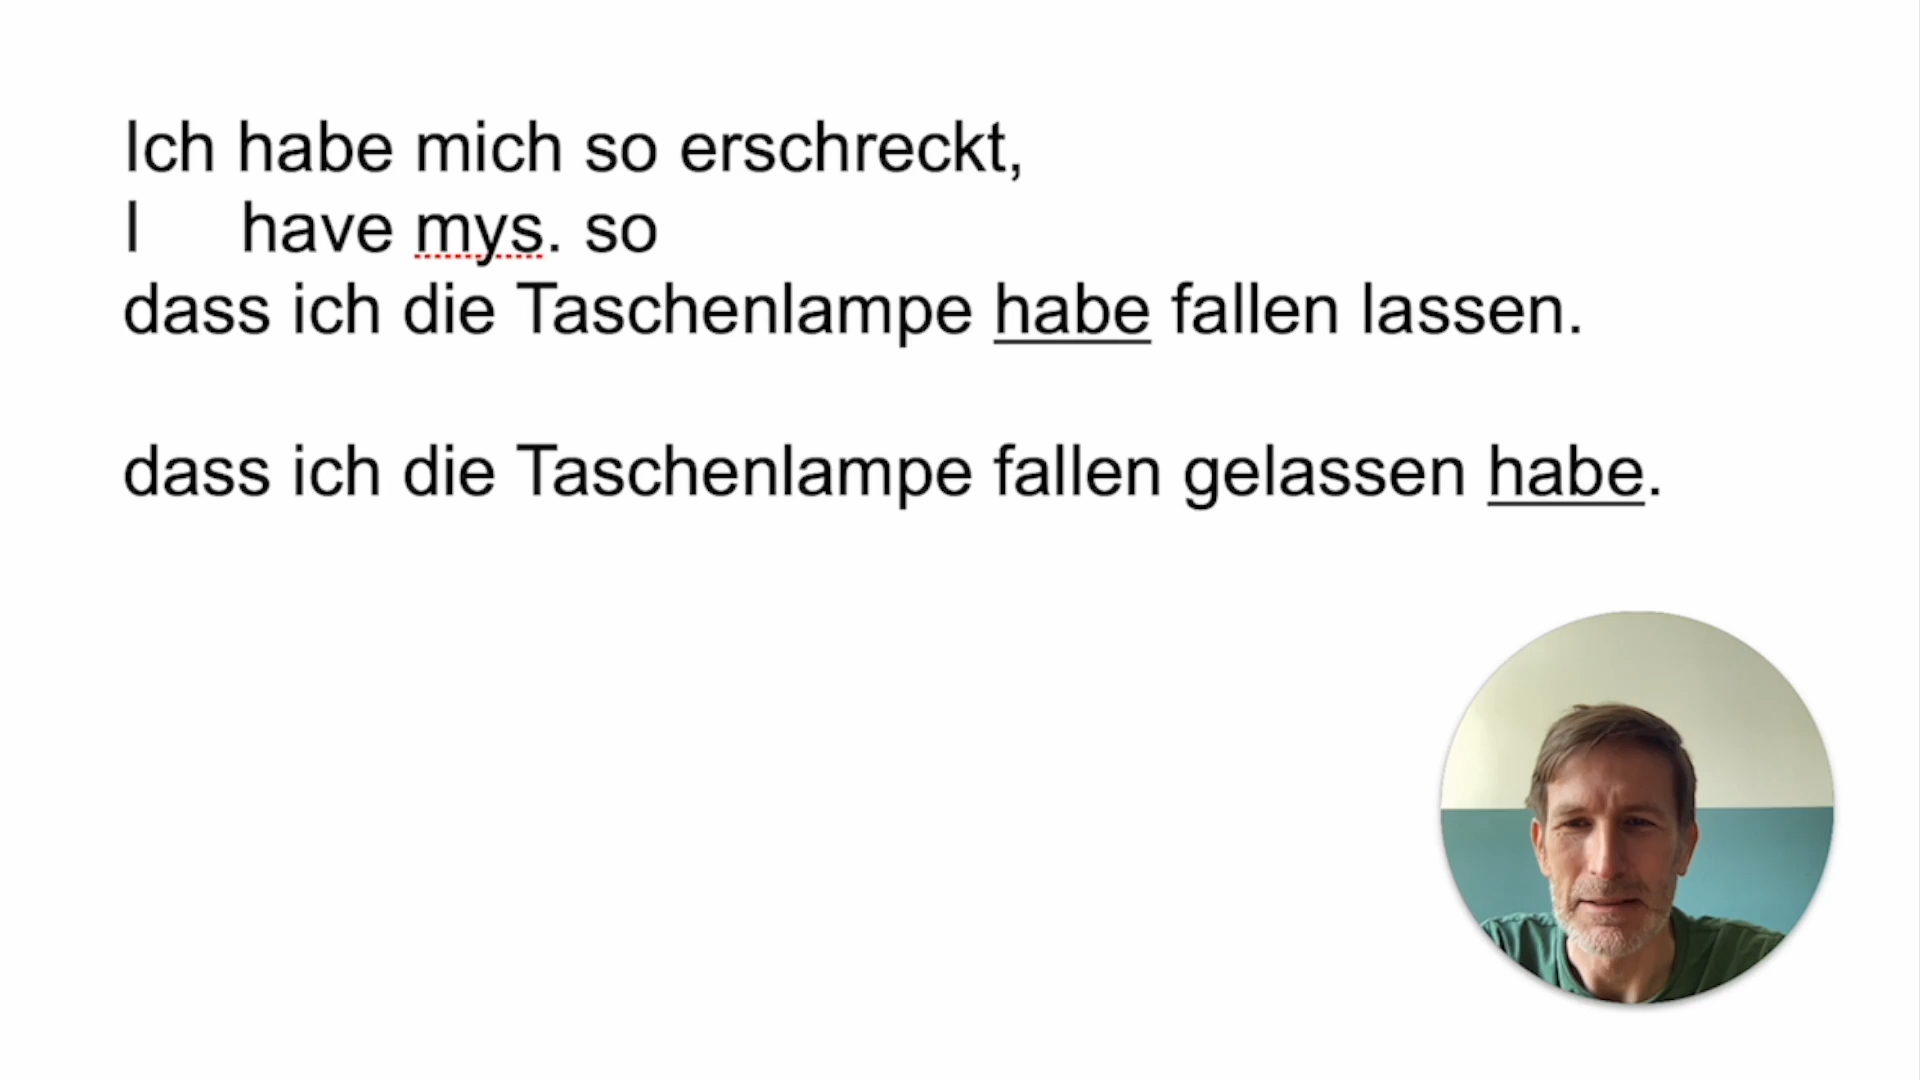 Ich habe mich so erschreckt,
I have mys. so
dass ich die Taschenlampe habe fallen lassen.
dass ich die Taschenlampe fallen gelassen habe.